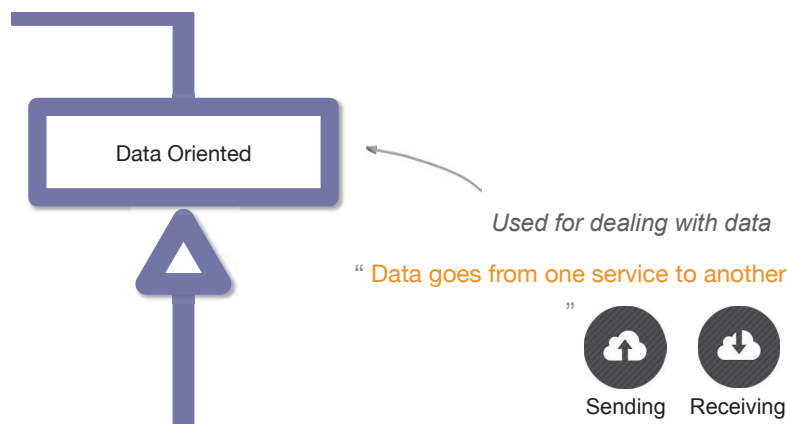 Data Oriented
Used for dealing with data
“ Data goes from one service to another
”
Sending Receiving